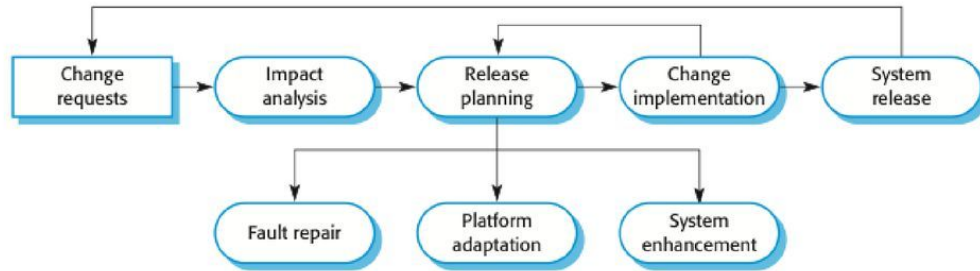 Change
requests
Impact
analysis
Release
planning
Change
implementation
System
release
Fault repair
Platform
adaptation
System
enhancement